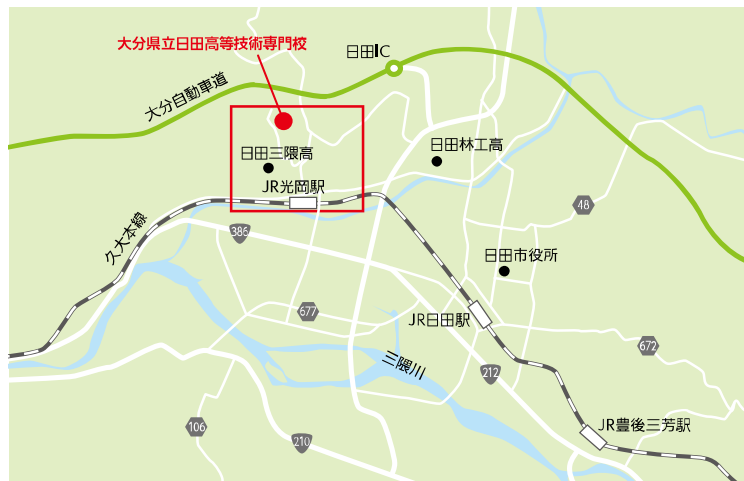 大分県立日田高等技術専門校
日田IC
大分自動車道
日田三隈高
日田林工高
JR光岡駅
48
久大本線
386
日田市役所
677
JR日田駅
672
三隈川
212
106
210
JR豊後三芳駅